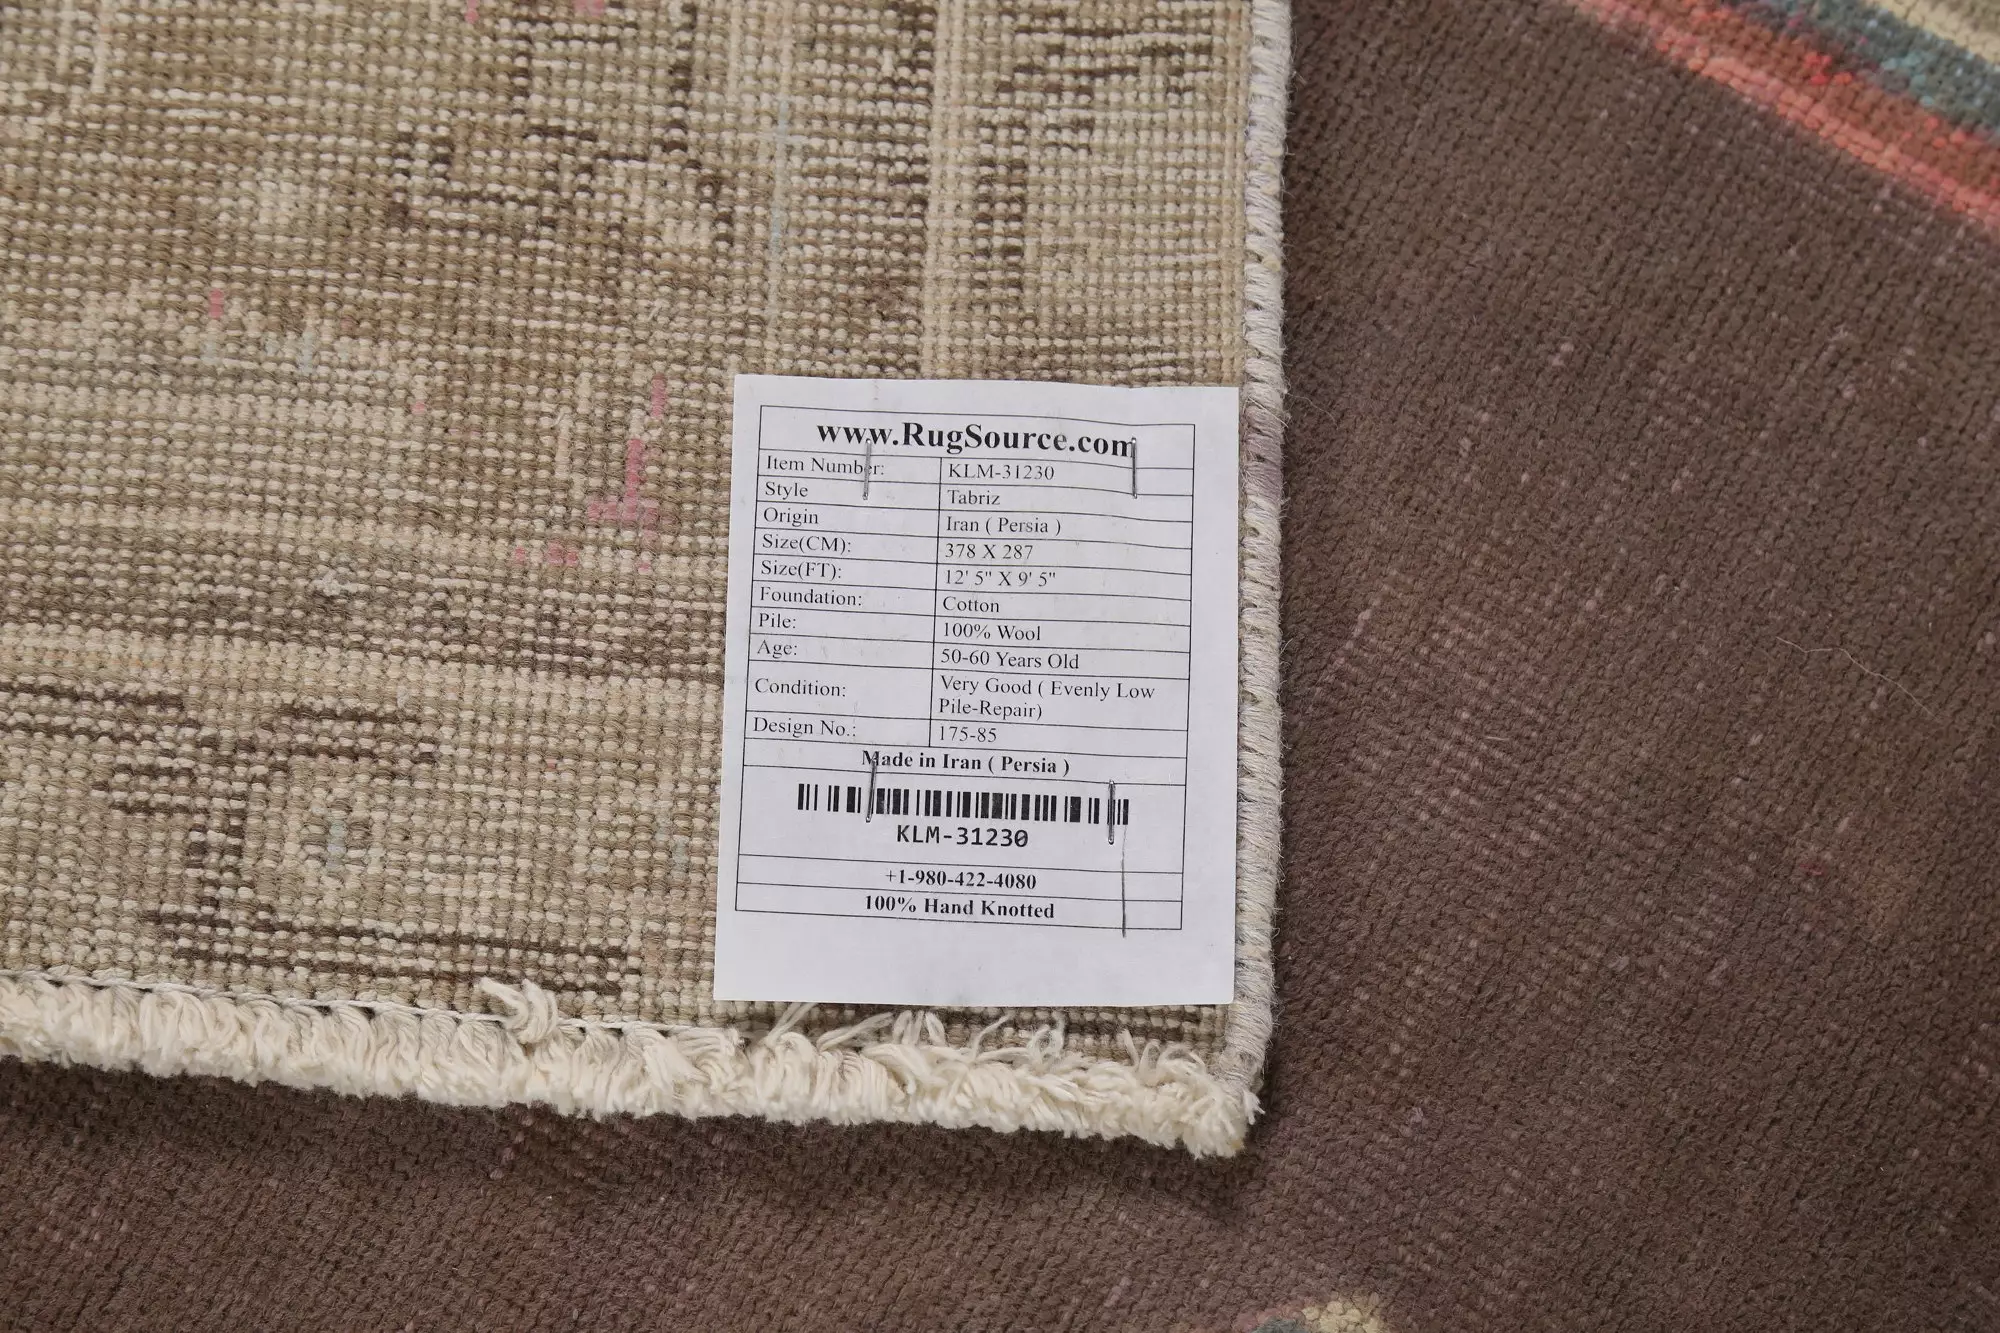 www.RugSource.com
Item Number: KLM-31230
Style Tabriz
Origin Iran ( Persia )
Size(CM): 378 X 287
Size(FT): 12' 5" X 9' 5"
Foundation: Cotton
Pile: 100% Wool
Age: 50-60 Years Old
Condition: Very Good ( Evenly Low
Pile-Repair)
Design No.: 175-85
Made in Iran ( Persia )
KLM-31230
+1-980-422-4080
100% Hand Knotted